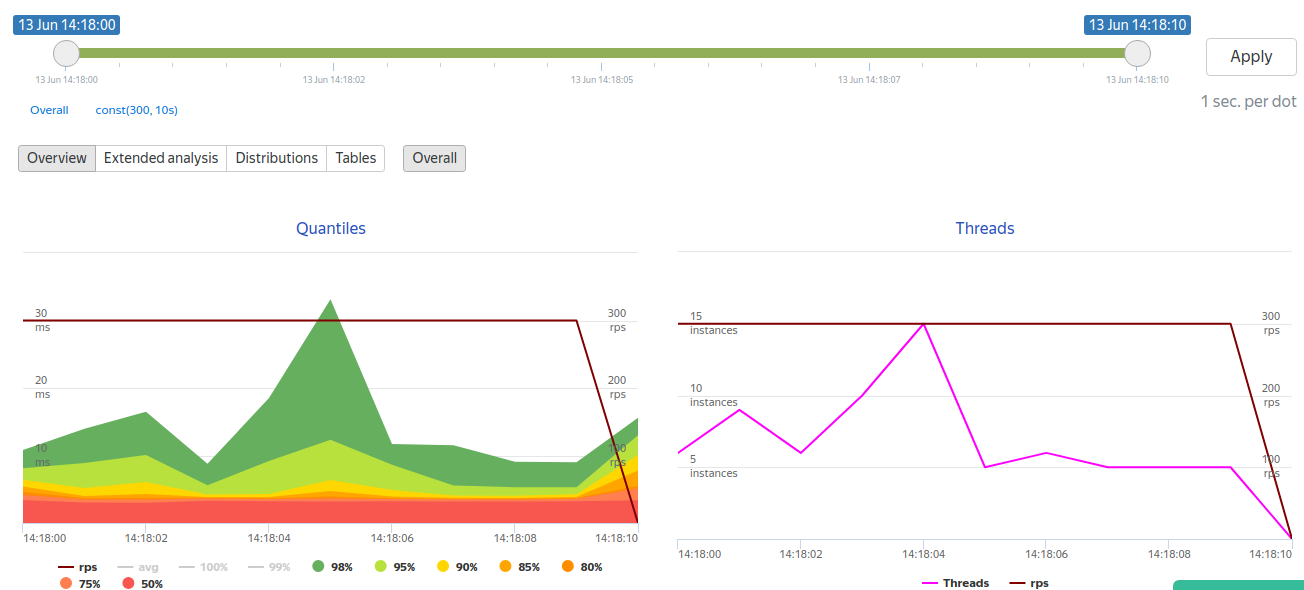 13 Jun 14:18:00 13 Jun 14:18:10
13 Jun 14:18:00 13 Jun 14:18:02 13 Jun 14:18:05 13 Jun 14:18:07 13 Jun 14:18:10
Apply
1 sec. per dot
Overall const(300, 10s)
Overview Extended analysis Distributions Tables Overall
Quantiles
30
ms
300
rps
20
ms
200
rps
10
ms
100
rps
14:18:00 14:18:02 14:18:04 14:18:06 14:18:08 14:18:10
rps avg 100% 99% 98% 95% 90% 85% 80%
75% 50%
Threads
15
instances
300
rps
10
instances
200
rps
5
instances
100
rps
14:18:00 14:18:02 14:18:04 14:18:06 14:18:08 14:18:10
Threads rps